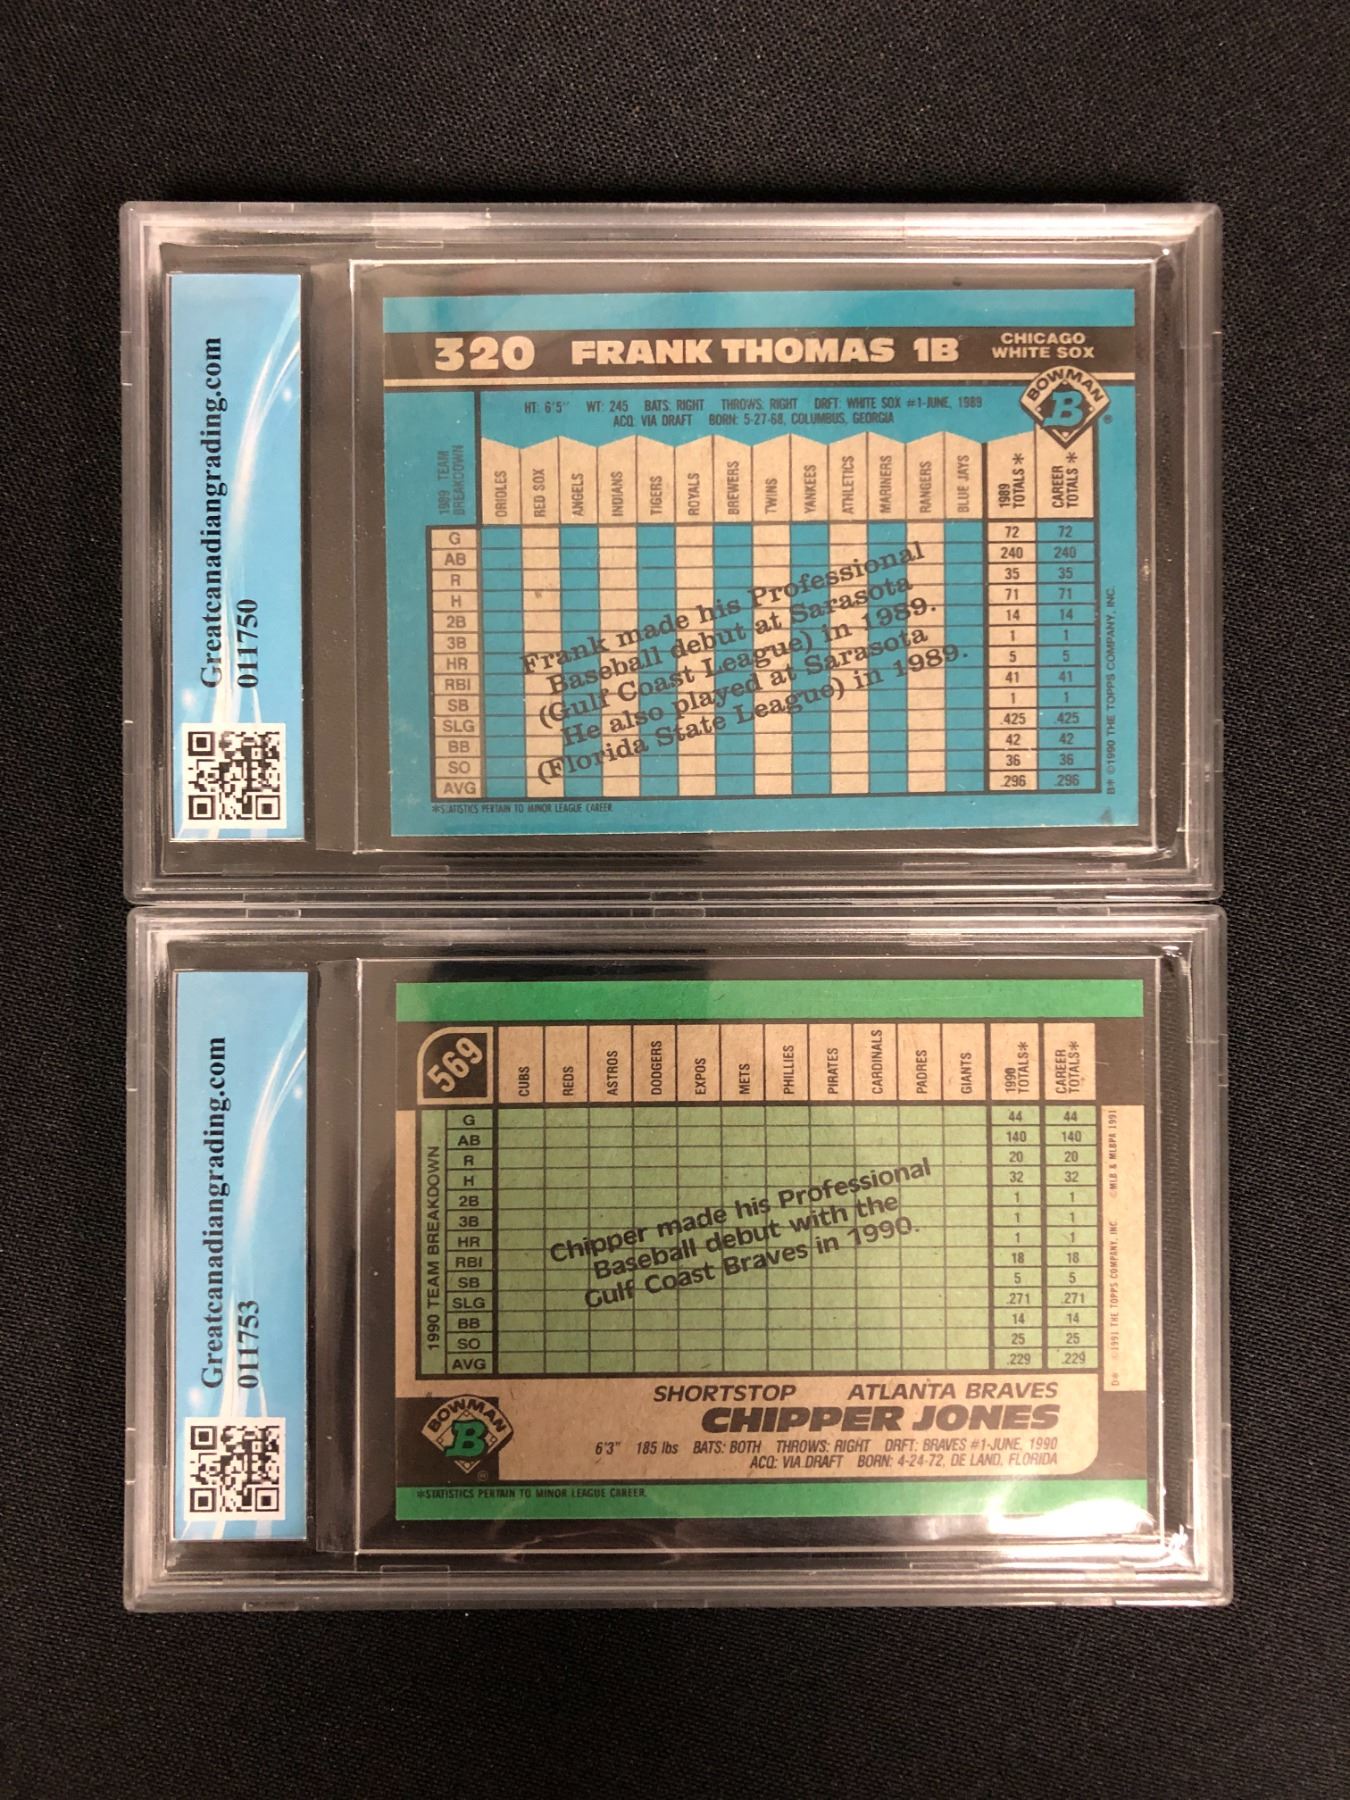 Greatcanadiangrading.com
011750
320 FRANK THOMAS 1B
CHICAGO
WHITE SOX
BOWMAN
B
®
HT: 6'5" WT: 245 BATS: RIGHT THROWS: RIGHT DRFT: WHITE SOX #1-JUNE, 1989
ACQ: VIA DRAFT BORN: 5-27-68, COLUMBUS, GEORGIA
1989 TEAM
BREAKDOWN
ORIOLES
RED SOX
ANGELS
INDIANS
TIGERS
ROYALS
BREWERS
TWINS
YANKEES
ATHLETICS
MARINERS
RANGERS
BLUE JAYS
1989
TOTALS *
CAREER
TOTALS *
G 72 72
AB 240 240
R 35 35
H 71 71
2B 14 14
3B 1 1
HR 5 5
RBI 41 41
SB 1 1
SLG .425 .425
BB 42 42
SO 36 36
AVG .296 .296
Frank made his Professional
Baseball debut at Sarasota
(Gulf Coast League) in 1989.
He also played at Sarasota
(Florida State League) in 1989.
*STATISTICS PERTAIN TO MINOR LEAGUE CAREER.
B* ©1990 THE TOPPS COMPANY, INC.
Greatcanadiangrading.com
011753
569
CUBS
REDS
ASTROS
DODGERS
EXPOS
METS
PHILLIES
PIRATES
CARDINALS
PADRES
GIANTS
1990
TOTALS*
CAREER
TOTALS*
1990 TEAM BREAKDOWN
G 44 44
AB 140 140
R 20 20
H 32 32
2B 1 1
3B 1 1
HR 1 1
RBI 18 18
SB 5 5
SLG .271 .271
BB 14 14
SO 25 25
AVG .229 .229
Chipper made his Professional
Baseball debut with the
Gulf Coast Braves in 1990.
D* ©1991 THE TOPPS COMPANY, INC. ©MLB & MLBPA 1991
SHORTSTOP ATLANTA BRAVES
CHIPPER JONES
6'3" 185 lbs BATS: BOTH THROWS: RIGHT DRFT: BRAVES #1-JUNE, 1990
ACQ: VIA DRAFT BORN: 4-24-72, DE LAND, FLORIDA
BOWMAN
B
®
*STATISTICS PERTAIN TO MINOR LEAGUE CAREER.